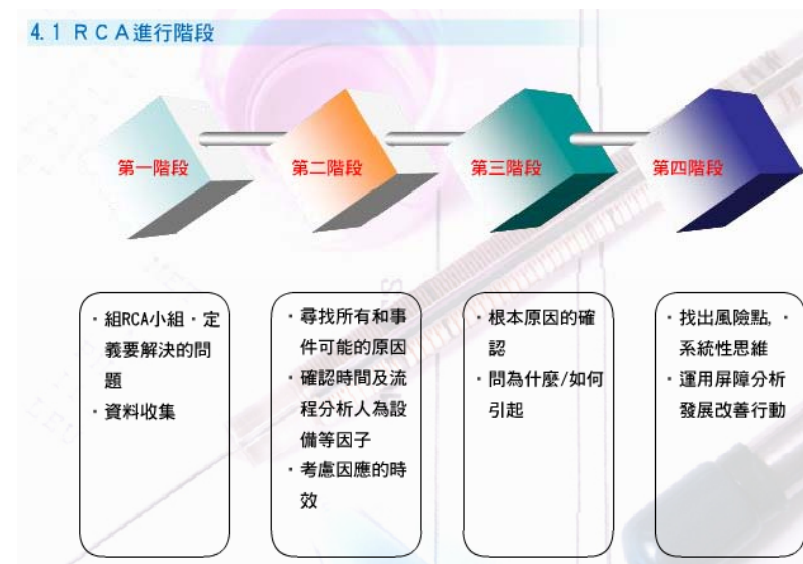 4.1 RCA進行階段
第一階段
第二階段
第三階段
第四階段
·組RCA小組·定
義要解決的問
題
·資料收集
·尋找所有和事
件可能的原因
·確認時間及流
程分析人為設
備等因子
·考慮因應的時
效
·根本原因的確
認
·問為什麼/如何
引起
·找出風險點,·
系統性思維
·運用屏障分析
發展改善行動